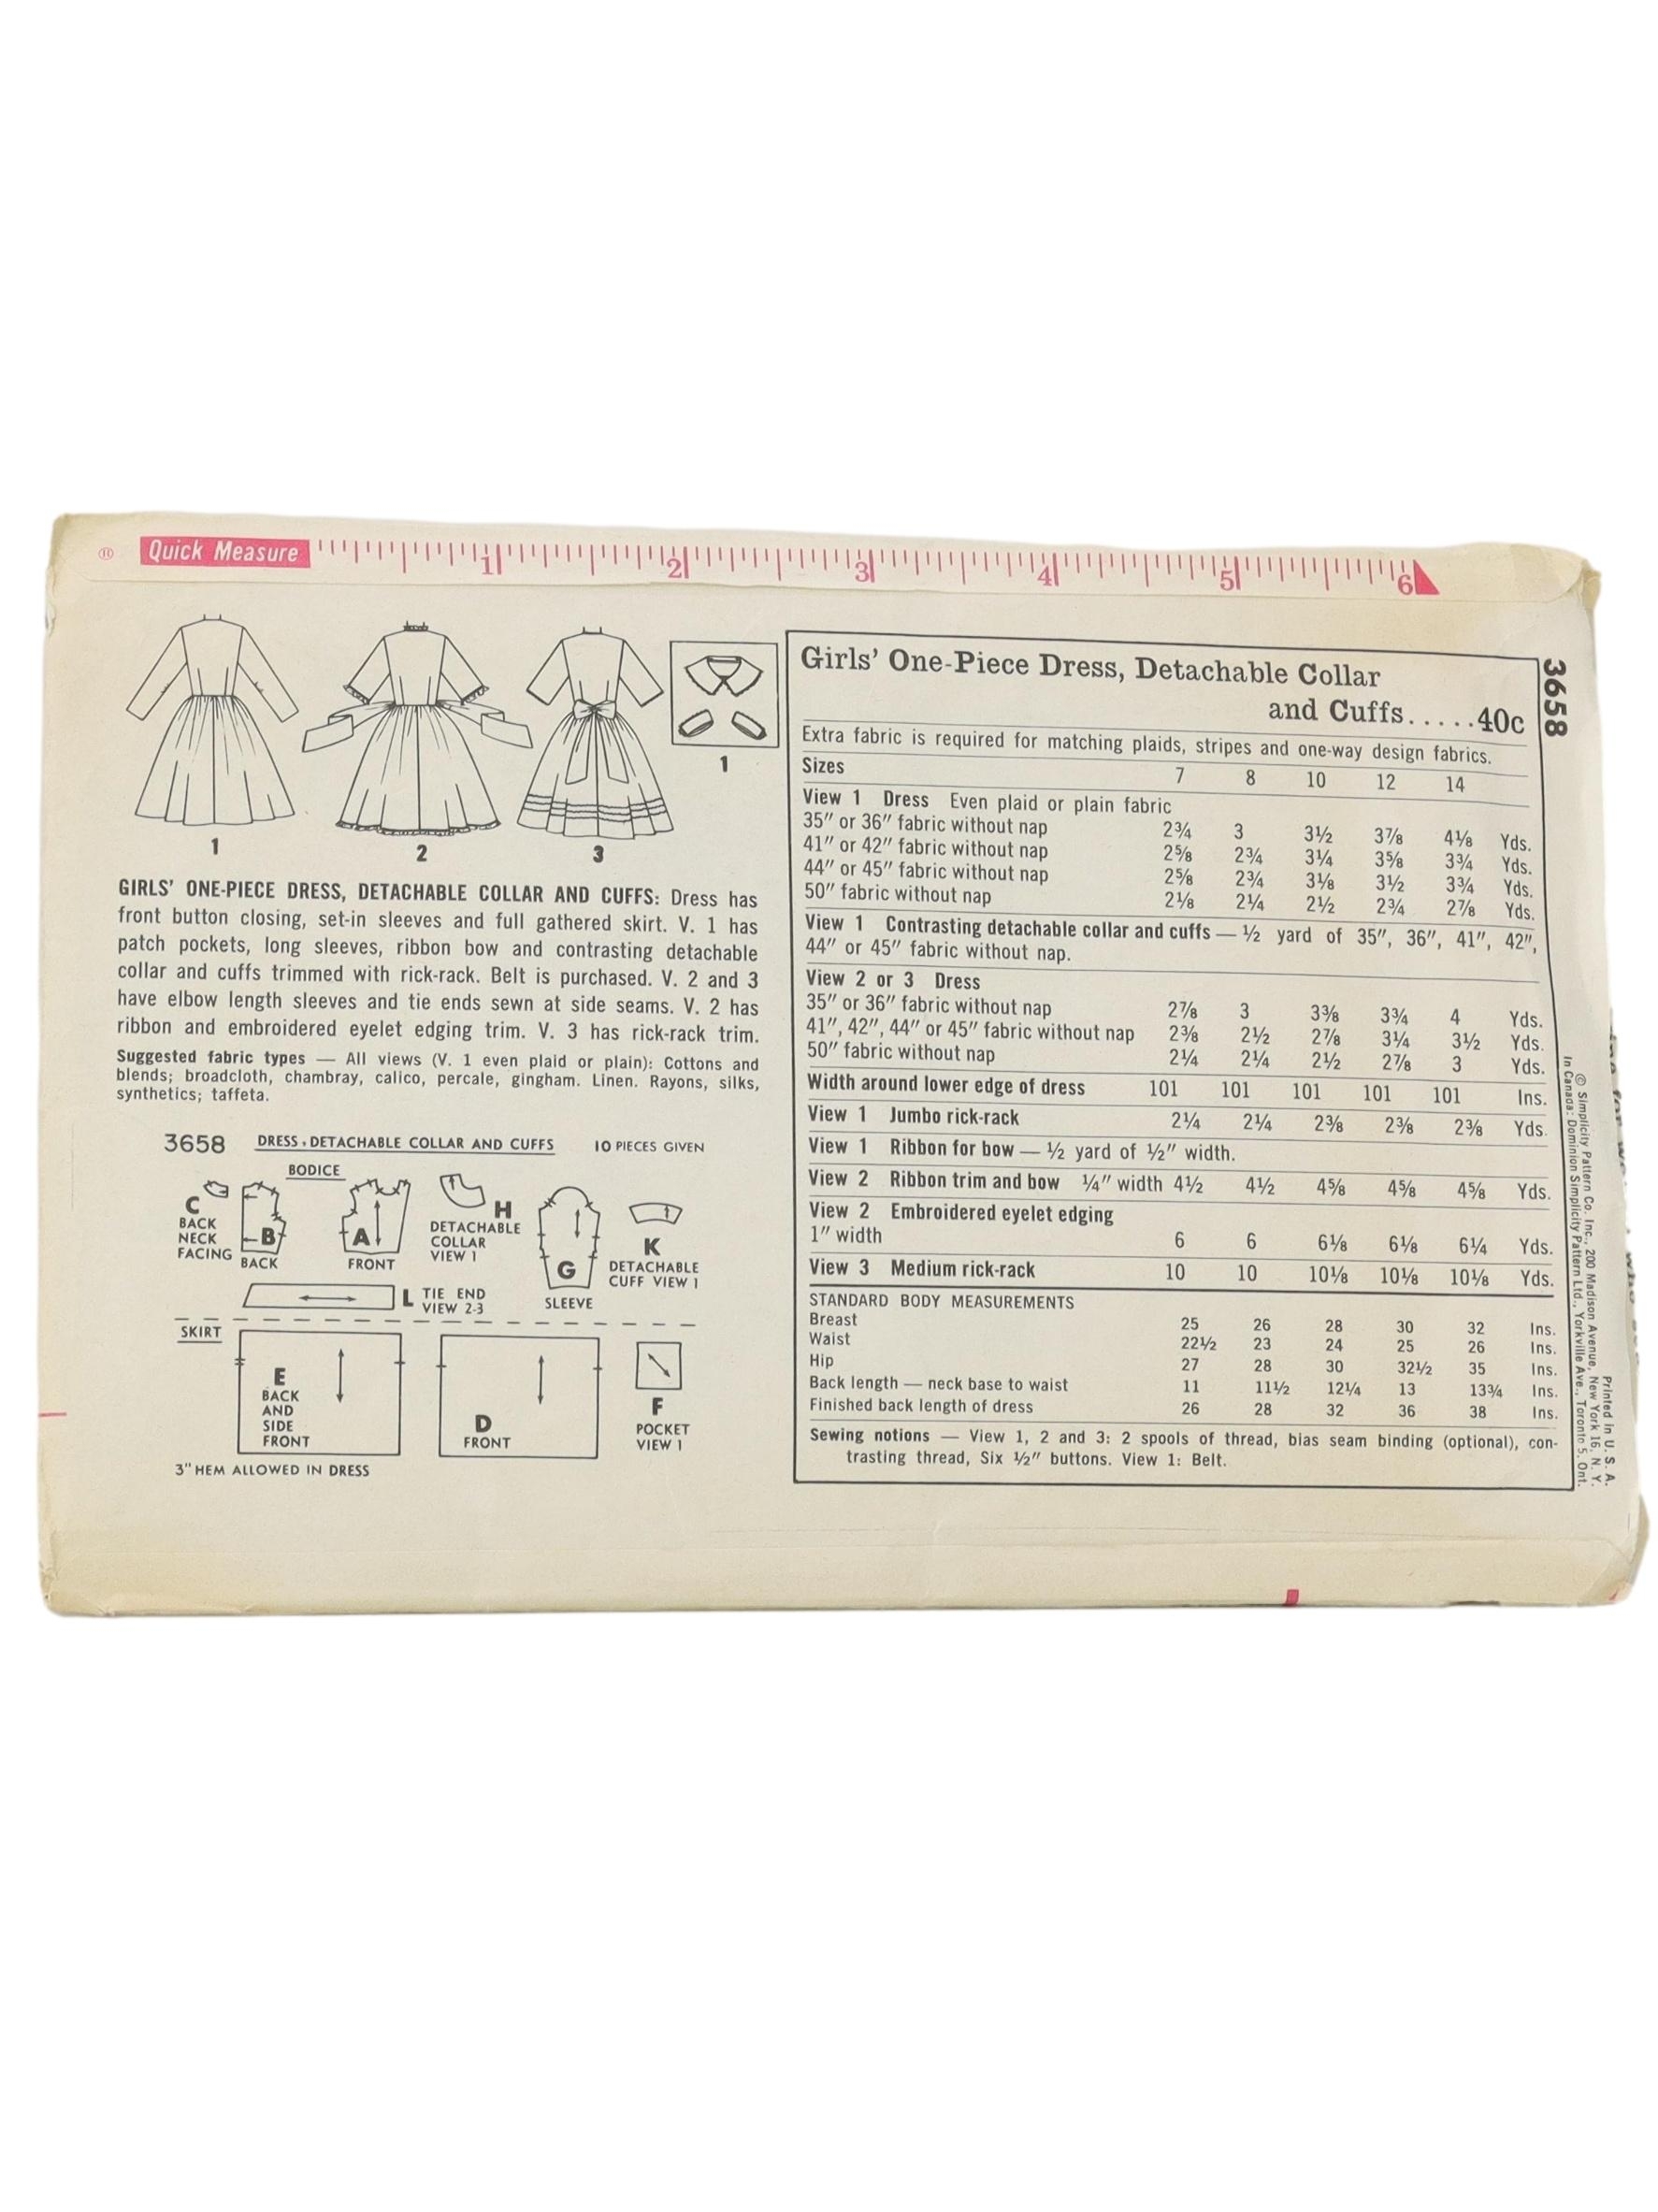 ® Quick Measure 1 2 3 4 5 6
1
2
3
1
GIRLS' ONE-PIECE DRESS, DETACHABLE COLLAR AND CUFFS: Dress has
front button closing, set-in sleeves and full gathered skirt. V. 1 has
patch pockets, long sleeves, ribbon bow and contrasting detachable
collar and cuffs trimmed with rick-rack. Belt is purchased. V. 2 and 3
have elbow length sleeves and tie ends sewn at side seams. V. 2 has
ribbon and embroidered eyelet edging trim. V. 3 has rick-rack trim.
Suggested fabric types — All views (V. 1 even plaid or plain): Cottons and
blends; broadcloth, chambray, calico, percale, gingham. Linen. Rayons, silks,
synthetics; taffeta.
3658 DRESS, DETACHABLE COLLAR AND CUFFS 10 PIECES GIVEN
BODICE
C
BACK
NECK
FACING
B
BACK
A
FRONT
H
DETACHABLE
COLLAR
VIEW 1
G
SLEEVE
K
DETACHABLE
CUFF VIEW 1
L TIE END
VIEW 2-3
SKIRT
E
BACK
AND
SIDE
FRONT
D
FRONT
F
POCKET
VIEW 1
3" HEM ALLOWED IN DRESS
Girls' One-Piece Dress, Detachable Collar
and Cuffs.....40c
Extra fabric is required for matching plaids, stripes and one-way design fabrics.
Sizes 7 8 10 12 14
View 1 Dress Even plaid or plain fabric
35" or 36" fabric without nap 2¾ 3 3½ 3⅞ 4⅛ Yds.
41" or 42" fabric without nap 2⅝ 2¾ 3¼ 3⅝ 3¾ Yds.
44" or 45" fabric without nap 2⅝ 2¾ 3⅛ 3½ 3¾ Yds.
50" fabric without nap 2⅛ 2¼ 2½ 2¾ 2⅞ Yds.
View 1 Contrasting detachable collar and cuffs — ½ yard of 35", 36", 41", 42",
44" or 45" fabric without nap.
View 2 or 3 Dress
35" or 36" fabric without nap 2⅞ 3 3⅜ 3¾ 4 Yds.
41", 42", 44" or 45" fabric without nap 2⅜ 2½ 2⅞ 3¼ 3½ Yds.
50" fabric without nap 2¼ 2¼ 2½ 2⅞ 3 Yds.
Width around lower edge of dress 101 101 101 101 101 Ins.
View 1 Jumbo rick-rack 2¼ 2¼ 2⅜ 2⅜ 2⅜ Yds.
View 1 Ribbon for bow — ½ yard of ½" width.
View 2 Ribbon trim and bow ¼" width 4½ 4½ 4⅝ 4⅝ 4⅝ Yds.
View 2 Embroidered eyelet edging
1" width 6 6 6⅛ 6⅛ 6¼ Yds.
View 3 Medium rick-rack 10 10 10⅛ 10⅛ 10⅛ Yds.
STANDARD BODY MEASUREMENTS
Breast 25 26 28 30 32 Ins.
Waist 22½ 23 24 25 26 Ins.
Hip 27 28 30 32½ 35 Ins.
Back length — neck base to waist 11 11½ 12¼ 13 13¾ Ins.
Finished back length of dress 26 28 32 36 38 Ins.
Sewing notions — View 1, 2 and 3: 2 spools of thread, bias seam binding (optional), con-
trasting thread, Six ½" buttons. View 1: Belt.
3658
Printed in U. S. A.
© Simplicity Pattern Co. Inc., 200 Madison Avenue, New York 16, N. Y.
In Canada: Dominion Simplicity Pattern Ltd., Yorkville Ave., Toronto 5, Ont.